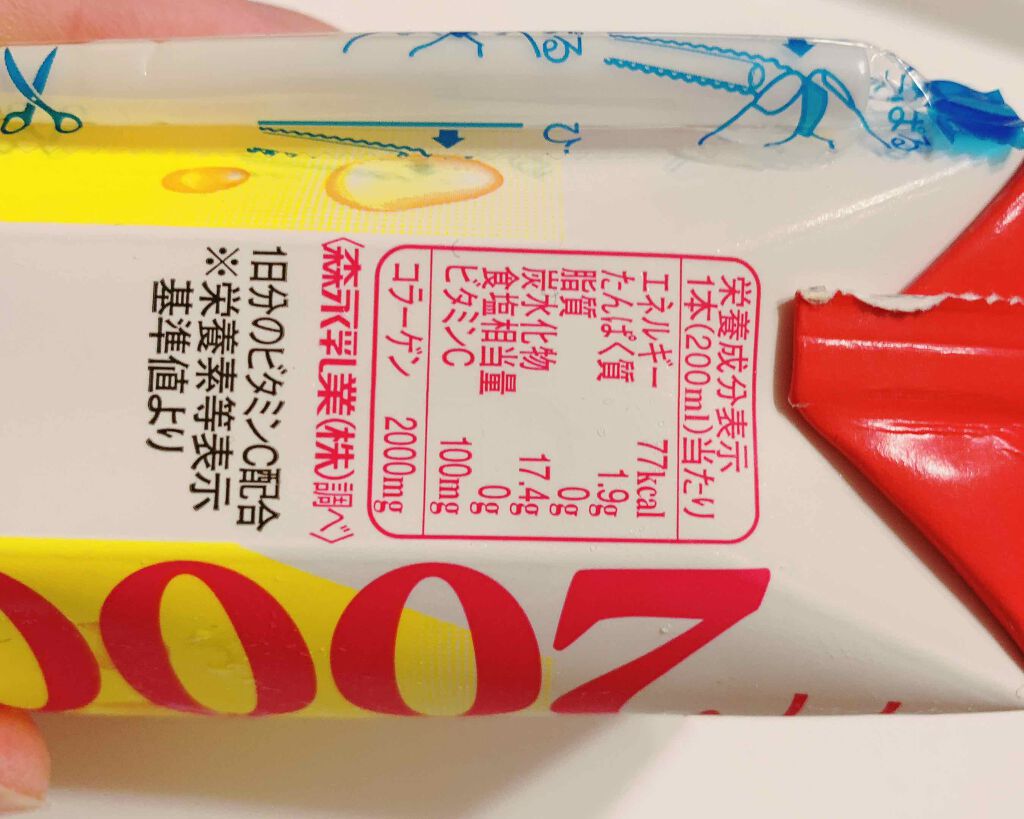 栄養成分表示
1本(200ml)当たり
エネルギー 77kcal
たんぱく質 1.9g
脂質 0g
炭水化物 17.4g
食塩相当量 0g
ビタミンC 100mg
コラーゲン 2000mg
〈森永乳業(株)調べ〉
1日分のビタミンC配合
※栄養素等表示
基準値より
2000